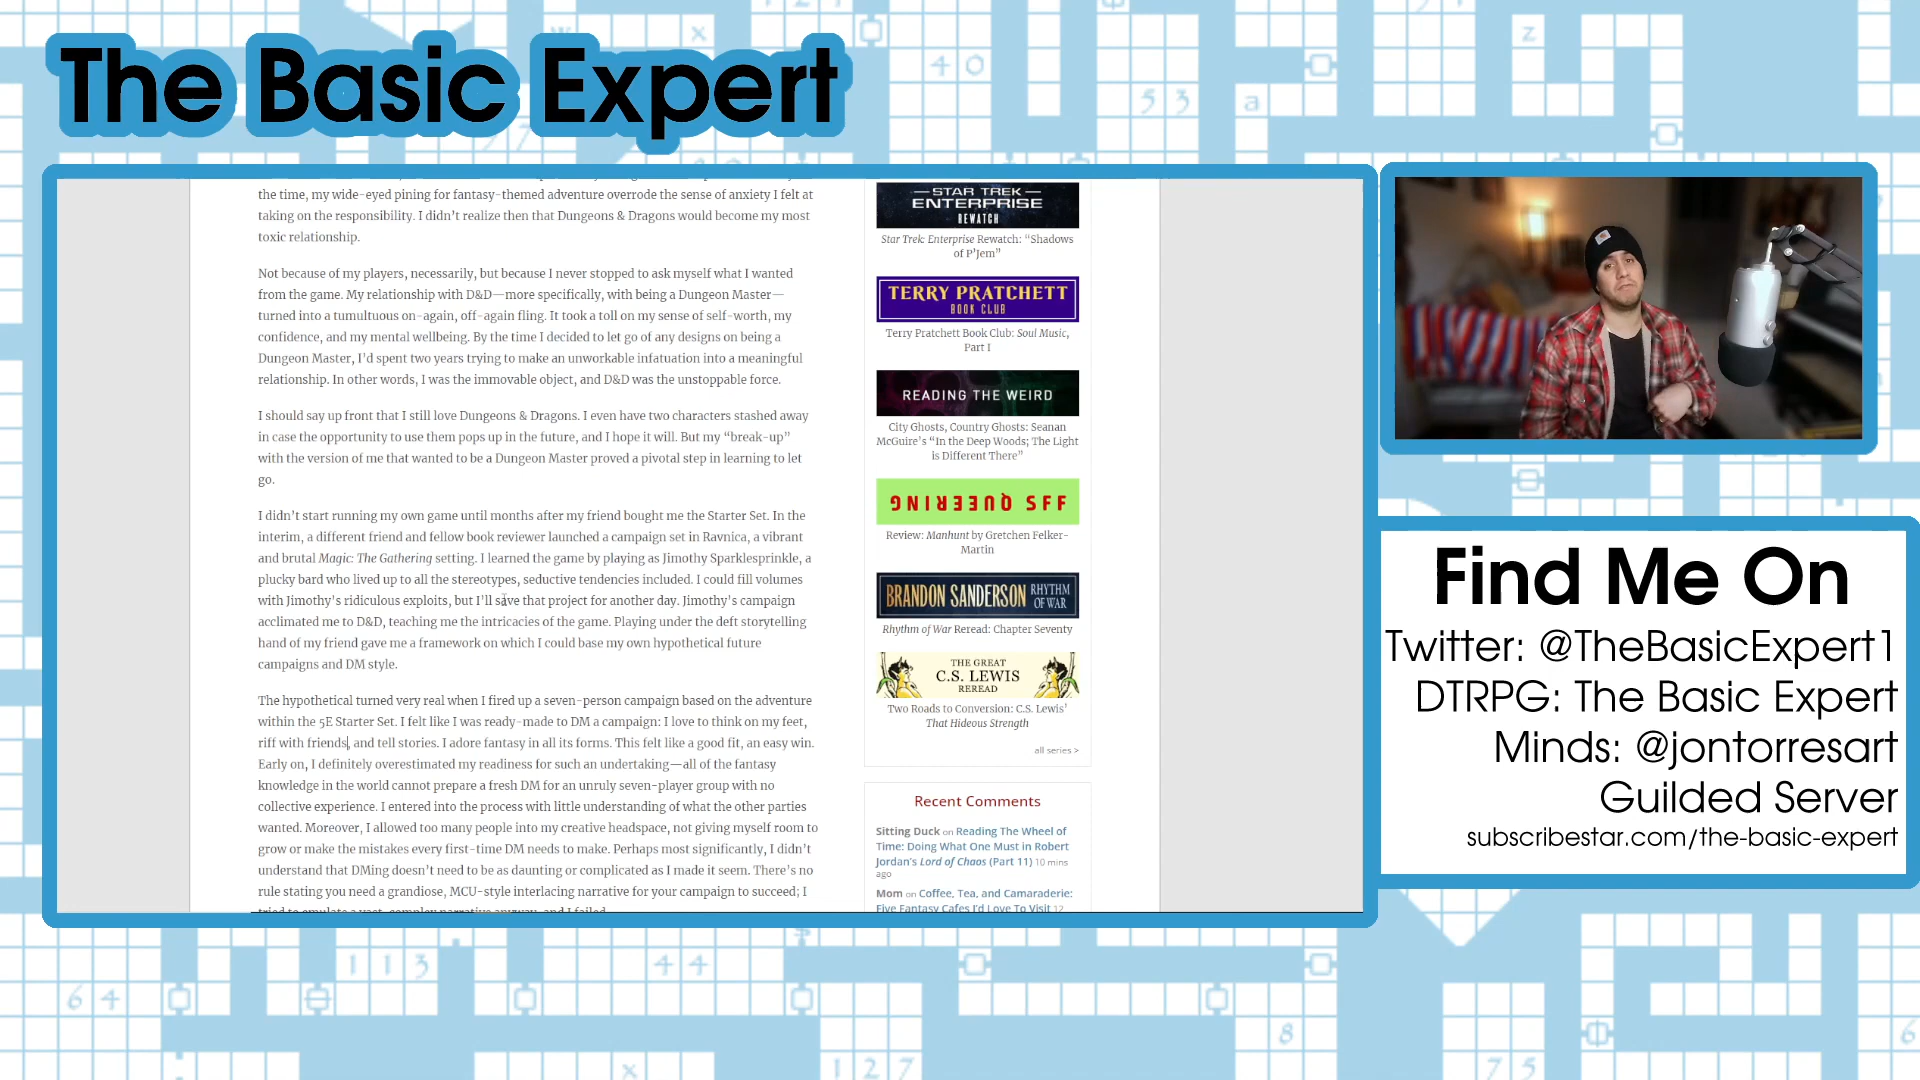 The Basic Expert
the time, my wide-eyed pining for fantasy-themed adventure overrode the sense of anxiety I felt at
taking on the responsibility. I didn’t realize then that Dungeons & Dragons would become my most
toxic relationship.
Not because of my players, necessarily, but because I never stopped to ask myself what I wanted
from the game. My relationship with D&D—more specifically, with being a Dungeon Master—
turned into a tumultuous on-again, off-again fling. It took a toll on my sense of self-worth, my
confidence, and my mental wellbeing. By the time I decided to let go of any designs on being a
Dungeon Master, I’d spent two years trying to make an unworkable infatuation into a meaningful
relationship. In other words, I was the immovable object, and D&D was the unstoppable force.
I should say up front that I still love Dungeons & Dragons. I even have two characters stashed away
in case the opportunity to use them pops up in the future, and I hope it will. But my “break-up”
with the version of me that wanted to be a Dungeon Master proved a pivotal step in learning to let
go.
I didn’t start running my own game until months after my friend bought me the Starter Set. In the
interim, a different friend and fellow book reviewer launched a campaign set in Ravnica, a vibrant
and brutal Magic: The Gathering setting. I learned the game by playing as Jimothy Sparklesprinkle, a
plucky bard who lived up to all the stereotypes, seductive tendencies included. I could fill volumes
with Jimothy’s ridiculous exploits, but I’ll save that project for another day. Jimothy’s campaign
acclimated me to D&D, teaching me the intricacies of the game. Playing under the deft storytelling
hand of my friend gave me a framework on which I could base my own hypothetical future
campaigns and DM style.
The hypothetical turned very real when I fired up a seven-person campaign based on the adventure
within the 5E Starter Set. I felt like I was ready-made to DM a campaign: I love to think on my feet,
riff with friends, and tell stories. I adore fantasy in all its forms. This felt like a good fit, an easy win.
Early on, I definitely overestimated my readiness for such an undertaking—all of the fantasy
knowledge in the world cannot prepare a fresh DM for an unruly seven-player group with no
collective experience. I entered into the process with little understanding of what the other parties
wanted. Moreover, I allowed too many people into my creative headspace, not giving myself room to
grow or make the mistakes every first-time DM needs to make. Perhaps most significantly, I didn’t
understand that DMing doesn’t need to be as daunting or complicated as I made it seem. There’s no
rule stating you need a grandiose, MCU-style interlacing narrative for your campaign to succeed; I
STAR TREK
ENTERPRISE
REWATCH
Star Trek: Enterprise Rewatch: “Shadows
of P’Jem”
TERRY PRATCHETT
BOOK CLUB
Terry Pratchett Book Club: Soul Music,
Part I
READING THE WEIRD
City Ghosts, Country Ghosts: Seanan
McGuire’s “In the Deep Woods; The Light
is Different There”
QUEERING SFF
Review: Manhunt by Gretchen Felker-
Martin
BRANDON SANDERSON RHYTHM
OF WAR
Rhythm of War Reread: Chapter Seventy
THE GREAT
C.S. LEWIS
REREAD
Two Roads to Conversion: C.S. Lewis’
That Hideous Strength
all series >
Recent Comments
Sitting Duck on Reading The Wheel of
Time: Doing What One Must in Robert
Jordan’s Lord of Chaos (Part 11) 10 mins
ago
Mom on Coffee, Tea, and Camaraderie:
Five Fantasy Cafes I’d Love To Visit 12
Find Me On
Twitter: @TheBasicExpert1
DTRPG: The Basic Expert
Minds: @jontorresart
Guilded Server
subscribestar.com/the-basic-expert